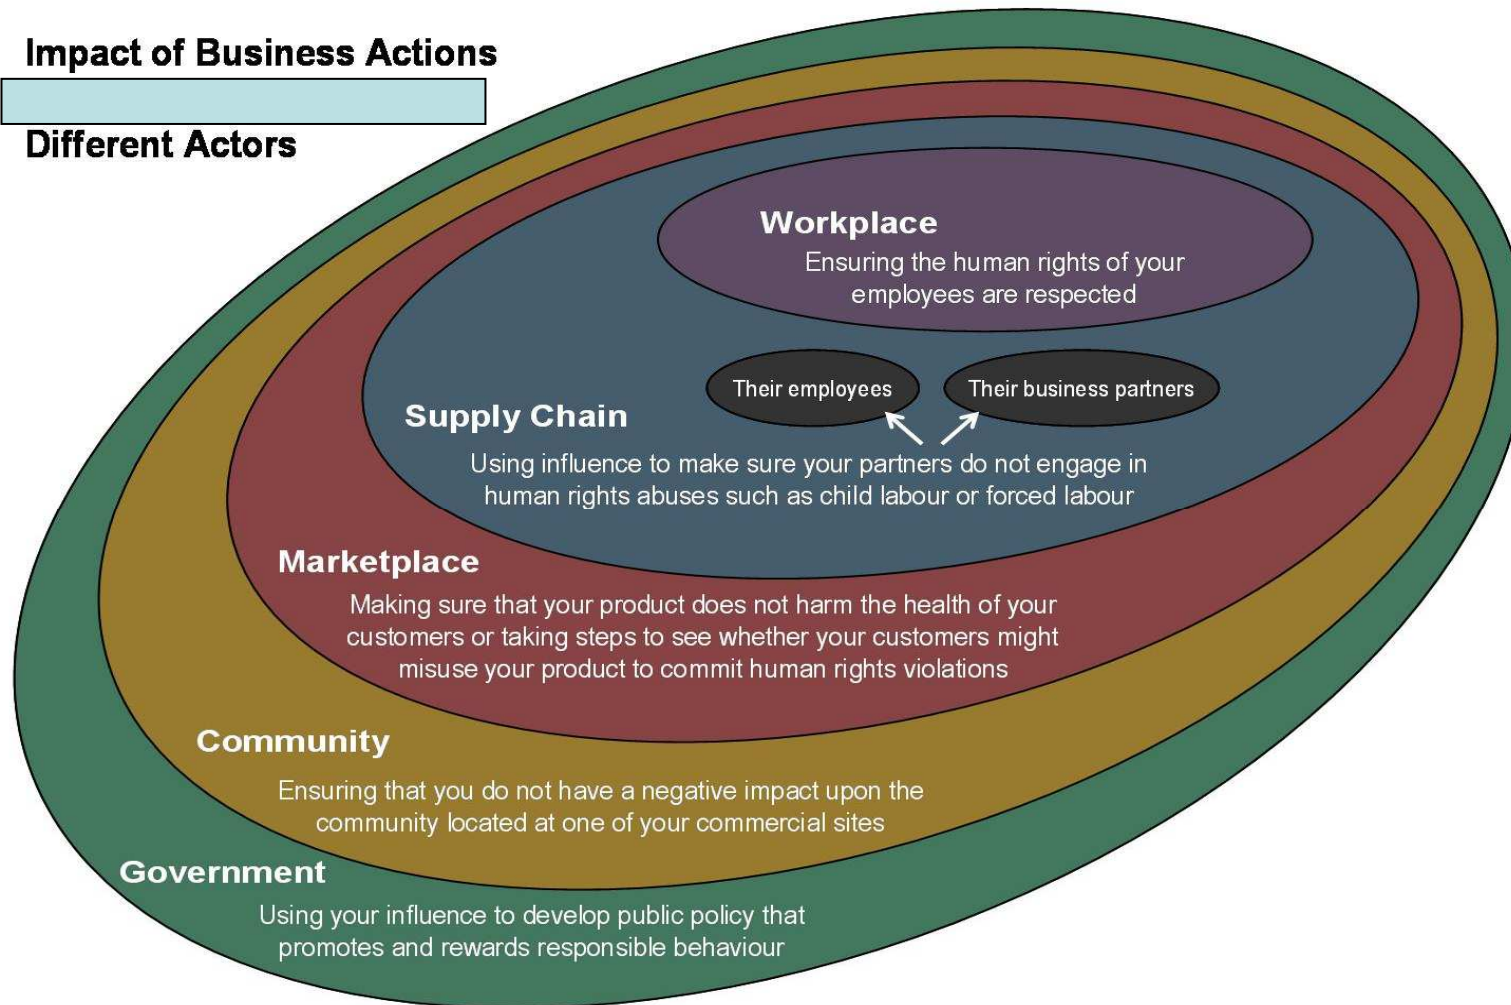 Impact of Business Actions
Different Actors
Workplace
Ensuring the human rights of your
employees are respected
Their employees
Their business partners
Supply Chain
Using influence to make sure your partners do not engage in
human rights abuses such as child labour or forced labour
Marketplace
Making sure that your product does not harm the health of your
customers or taking steps to see whether your customers might
misuse your product to commit human rights violations
Community
Ensuring that you do not have a negative impact upon the
community located at one of your commercial sites
Government
Using your influence to develop public policy that
promotes and rewards responsible behaviour